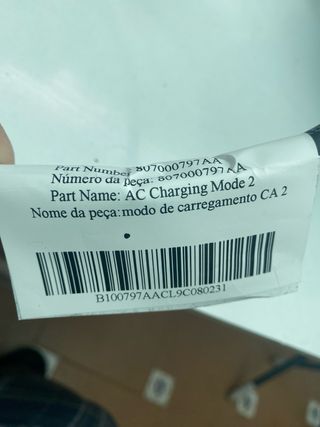 Part Number 807000797AA
Número da peça: 807000797AA
Part Name: AC Charging Mode 2
Nome da peça:modo de carregamento CA 2
B100797AACL9C080231